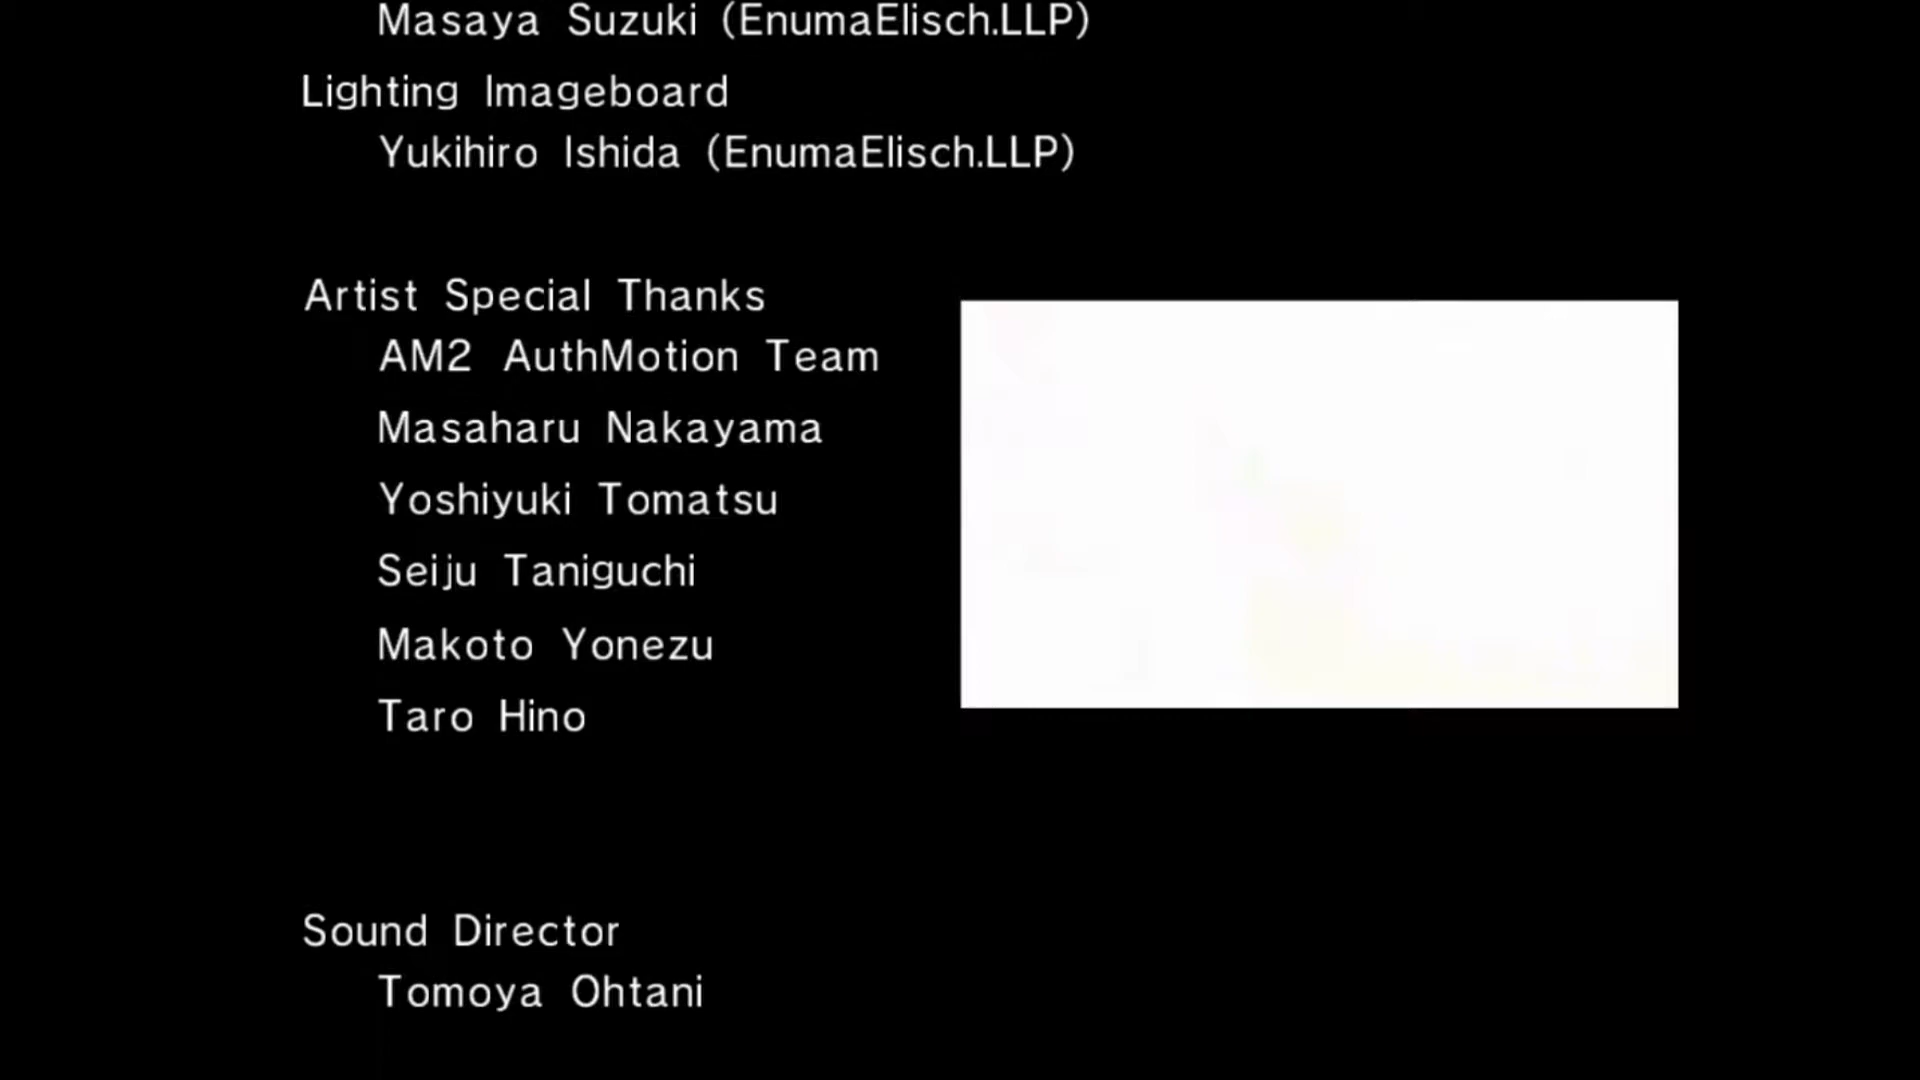 Masaya Suzuki (EnumaElisch.LLP)
Lighting Imageboard
Yukihiro Ishida (EnumaElisch.LLP)
Artist Special Thanks
AM2 AuthMotion Team
Masaharu Nakayama
Yoshiyuki Tomatsu
Seiju Taniguchi
Makoto Yonezu
Taro Hino
Sound Director
Tomoya Ohtani